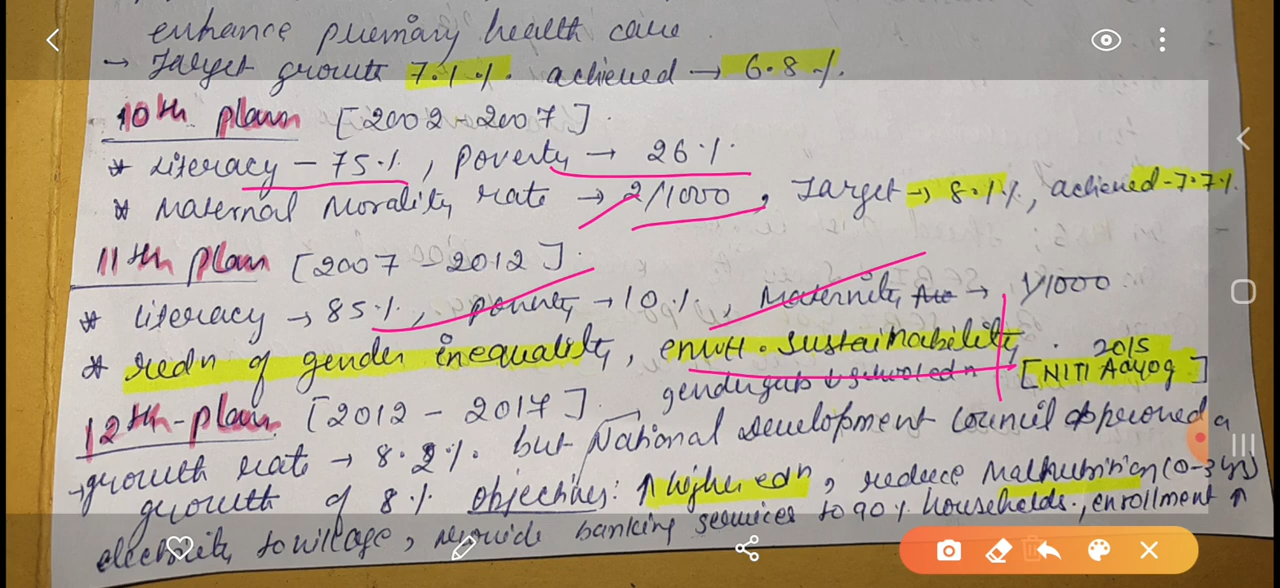 enhance primary health care.
→ Target growth 7.1%. achieved → 6.8%.
10th plan [2002-2007].
* Literacy - 75%, poverty → 26%.
* Maternal Morality rate → 2/1000, Target → 8.1%, achieved-7.7%.
11th plan [2007-2012].
* literacy → 85%, poverty → 10%, Maternity → 1/1000
* redn of gender inequality, envtt. sustainability. 2015
gender gab schooledn [NITI Aayog]
12th-plan [2012-2017].
→ growth rate → 8.2%. but National Development Council approved a
growth of 8% objectives: ↑ higher edn, reduce Malnutrition (0-3 yrs)
electricity to village, provide banking services to 90% households, enrollment ↑